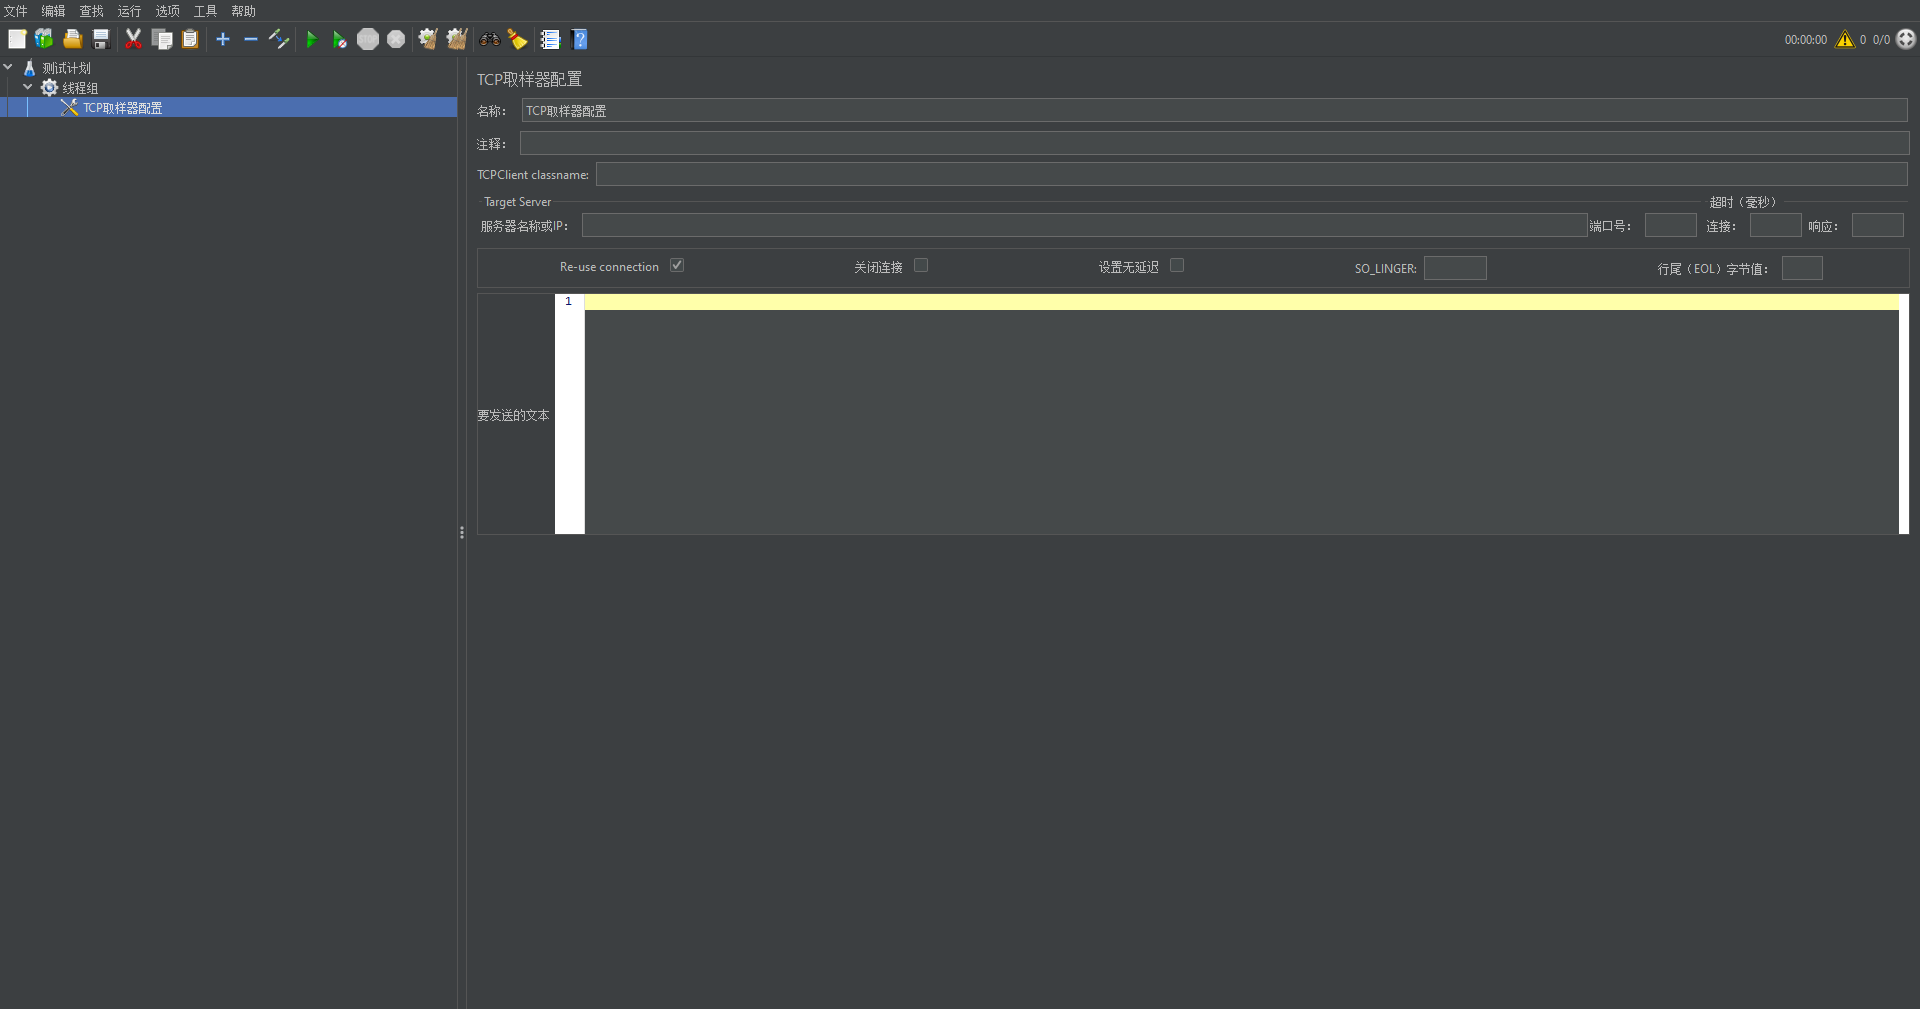 文件 编辑 查找 运行 选项 工具 帮助
00:00:00 0 0/0
测试计划
线程组
TCP取样器配置
TCP取样器配置
名称： TCP取样器配置
注释：
TCPClient classname:
Target Server 超时（毫秒）
服务器名称或IP： 端口号： 连接： 响应：
Re-use connection 关闭连接 设置无延迟 SO_LINGER: 行尾（EOL）字节值：
1
要发送的文本